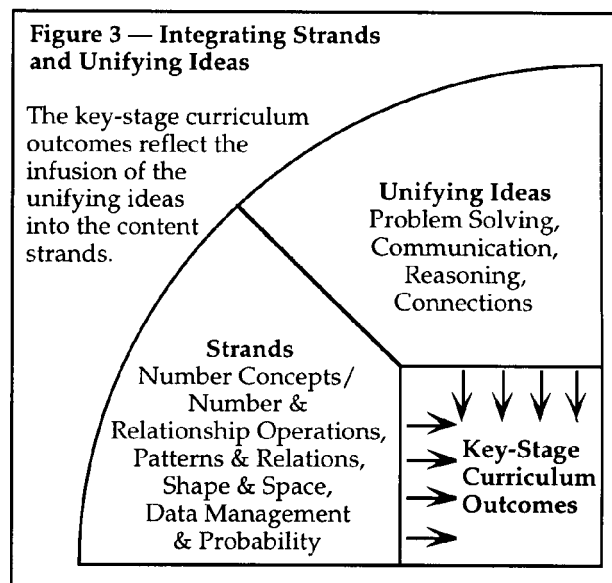 Figure 3 — Integrating Strands
and Unifying Ideas
The key-stage curriculum
outcomes reflect the
infusion of the
unifying ideas
into the content
strands.
Unifying Ideas
Problem Solving,
Communication,
Reasoning,
Connections
Strands
Number Concepts/
Number &
Relationship Operations,
Patterns & Relations,
Shape & Space,
Data Management
& Probability
Key-Stage
Curriculum
Outcomes